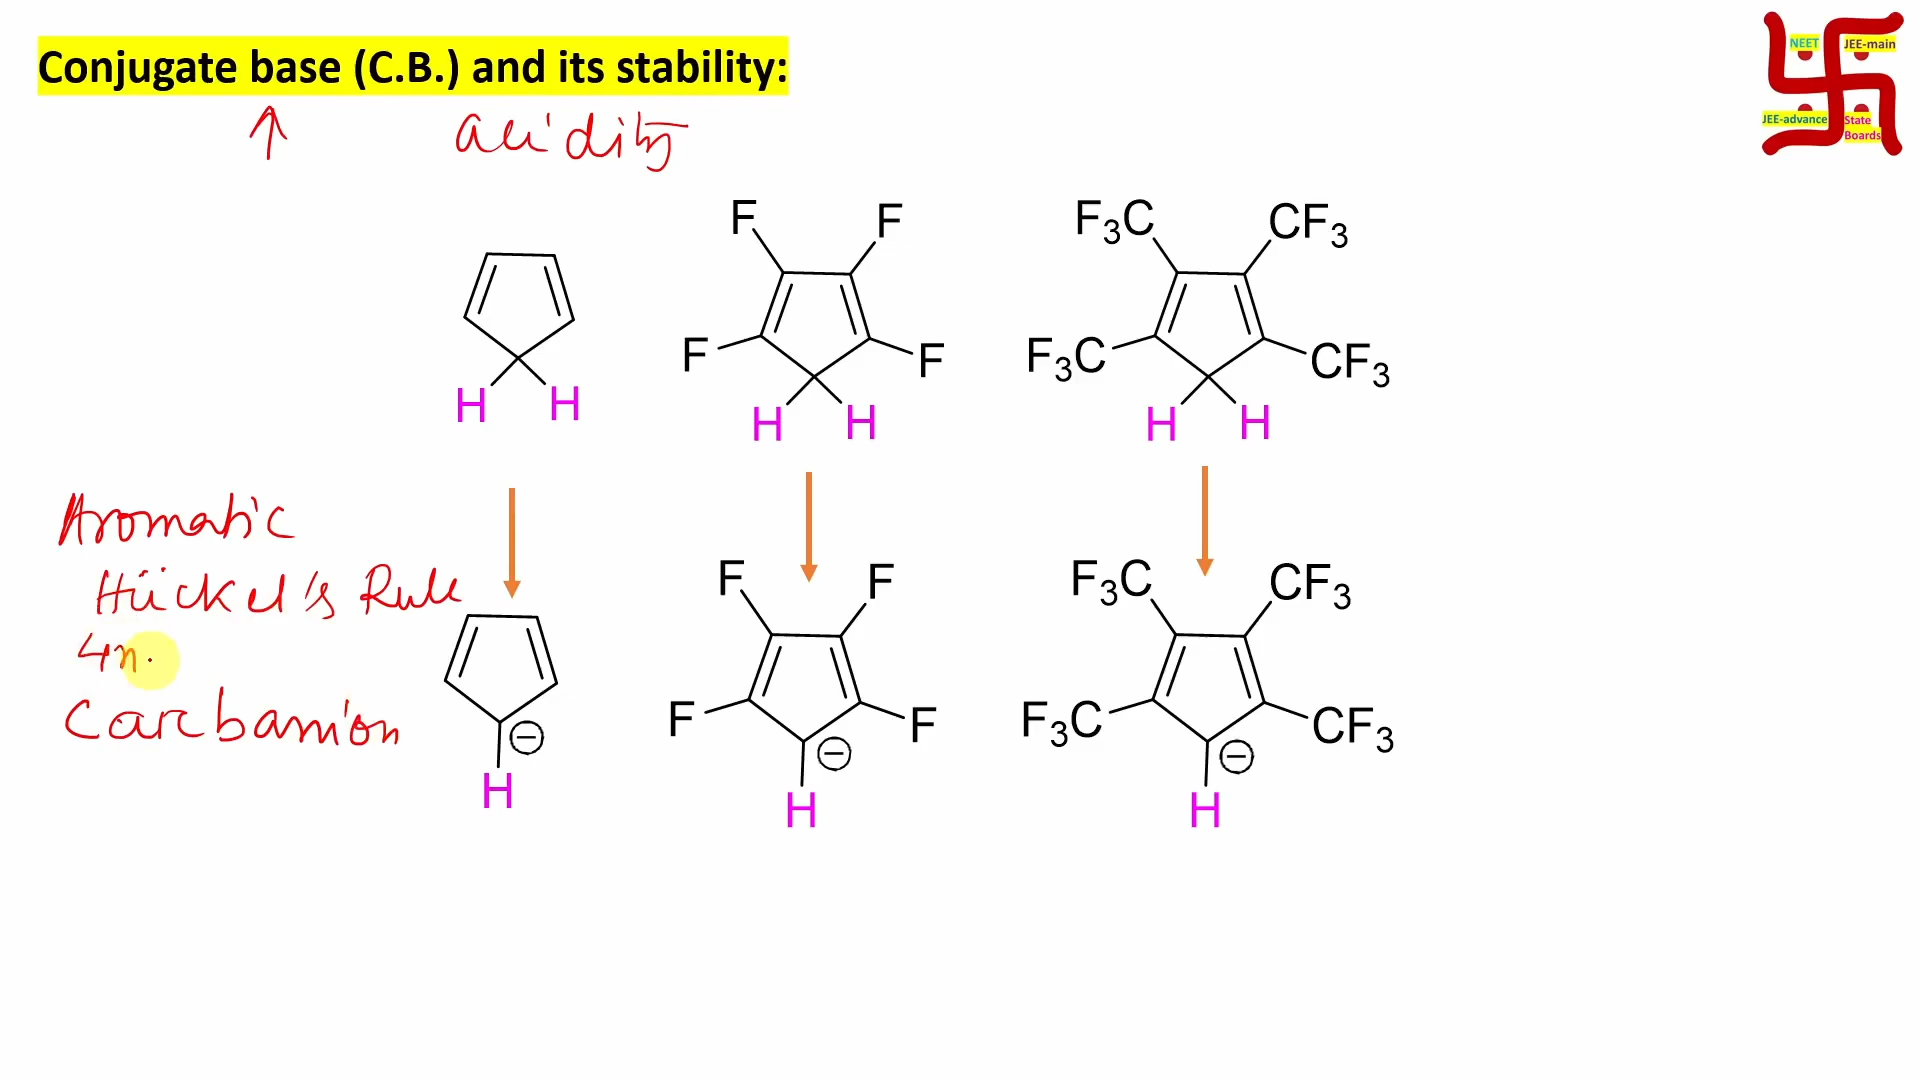 Conjugate base (C.B.) and its stability:
↑ acidity
NEET JEE-main
JEE-advance State
Boards
F F F₃C CF₃
F F F₃C CF₃
H H H H H H
Aromatic
Hückel's Rule
4n
Carbanion
F F F₃C CF₃
F F F₃C CF₃
⊖ ⊖ ⊖
H H H